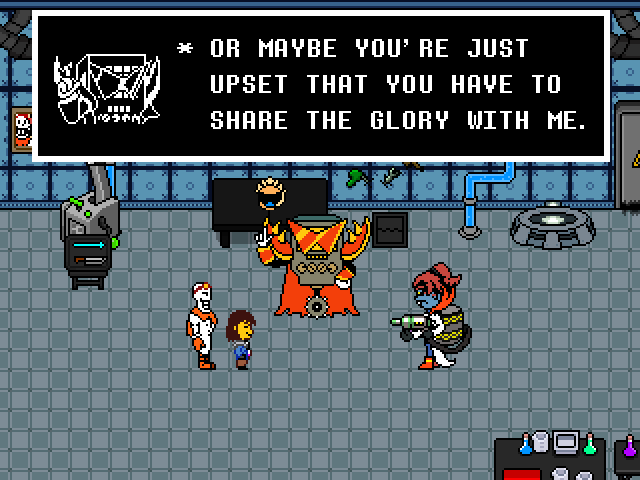 * OR MAYBE YOU'RE JUST
UPSET THAT YOU HAVE TO
SHARE THE GLORY WITH ME.